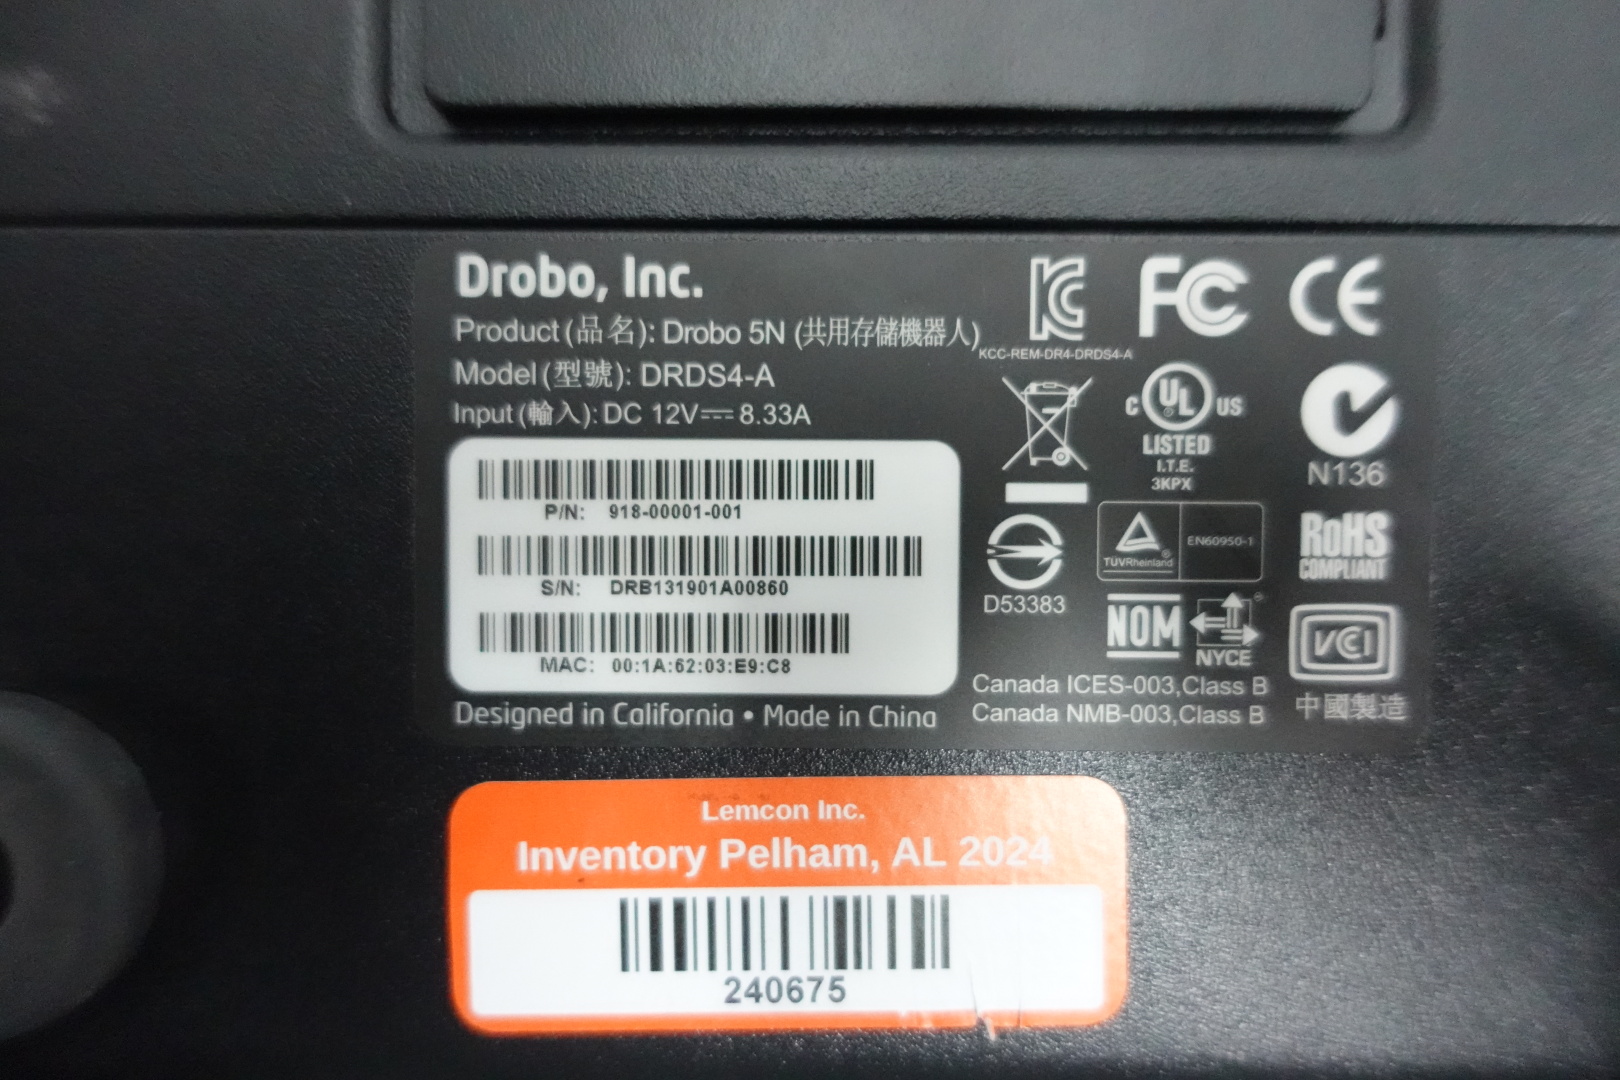 Drobo, Inc.
Product (品名): Drobo 5N (共用存儲機器人)
Model (型號): DRDS4-A
Input (輸入): DC 12V⎓8.33A
P/N: 918-00001-001
S/N: DRB131901A00860
MAC: 00:1A:62:03:E9:C8
Designed in California • Made in China
KCC-REM-DR4-DRDS4-A
FC
CE
C UL US
LISTED
I.T.E.
3KPX
N136
D53383
TÜVRheinland
EN60950-1
RoHS
COMPLIANT
NOM
NYCE
VCI
Canada ICES-003,Class B
Canada NMB-003,Class B
中國製造
Lemcon Inc.
Inventory Pelham, AL 2024
240675